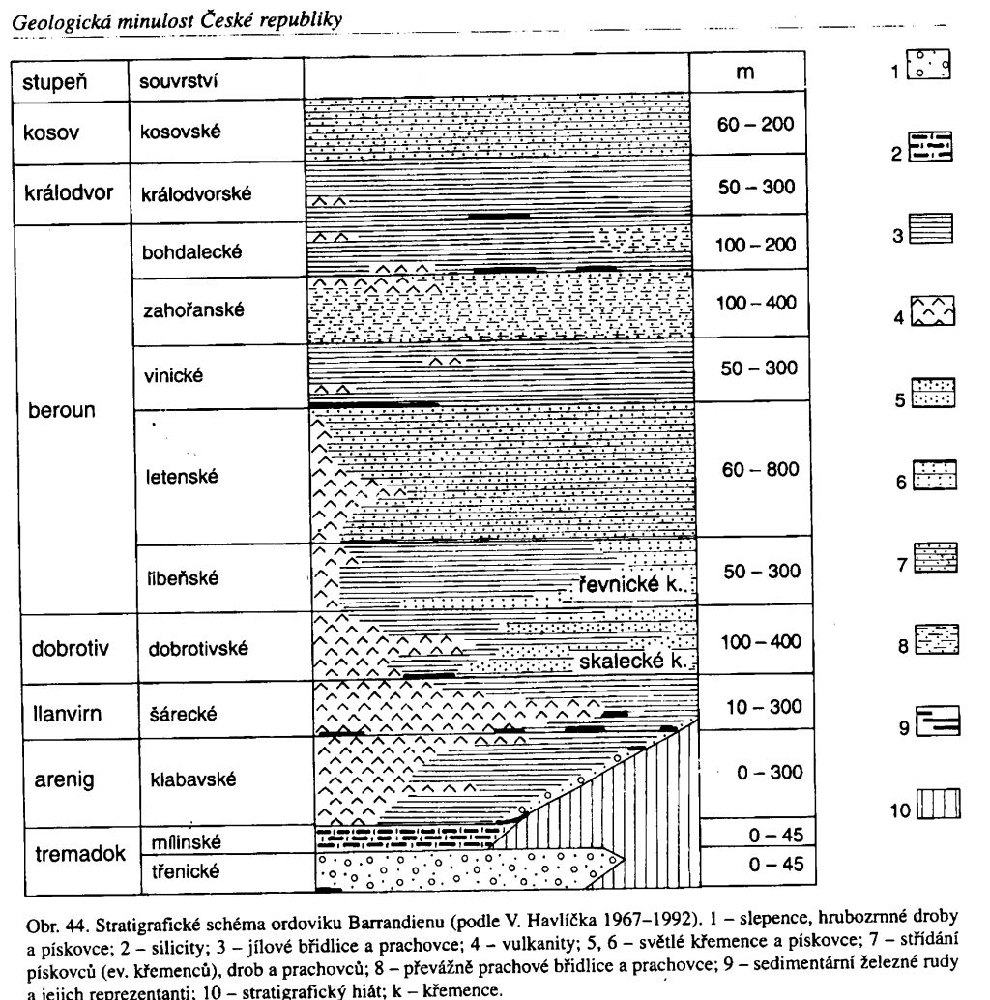 Geologická minulost České republiky
stupeň souvrství m
kosov kosovské 60 – 200
králodvor královdorské 50 – 300
bohdalecké 100 – 200
zahořanské 100 – 400
vinické 50 – 300
beroun
letenské 60 – 800
libeňské řevnické k. 50 – 300
dobrotiv dobrotivské skalecké k. 100 – 400
llanvirn šárecké 10 – 300
arenig klabavské 0 – 300
tremadok
mílinské 0 – 45
třenické 0 – 45
1
2
3
4
5
6
7
8
9
10
Obr. 44. Stratigrafické schéma ordoviku Barrandienu (podle V. Havlíčka 1967–1992). 1 – slepence, hrubozrnné droby
a pískovce; 2 – silicity; 3 – jílové břidlice a prachovce; 4 – vulkanity; 5, 6 – světlé křemence a pískovce; 7 – střídání
pískovců (ev. křemenců), drob a prachovců; 8 – převážně prachové břidlice a prachovce; 9 – sedimentární železné rudy
a jejich reprezentanti; 10 – stratigrafický hiát; k – křemence.